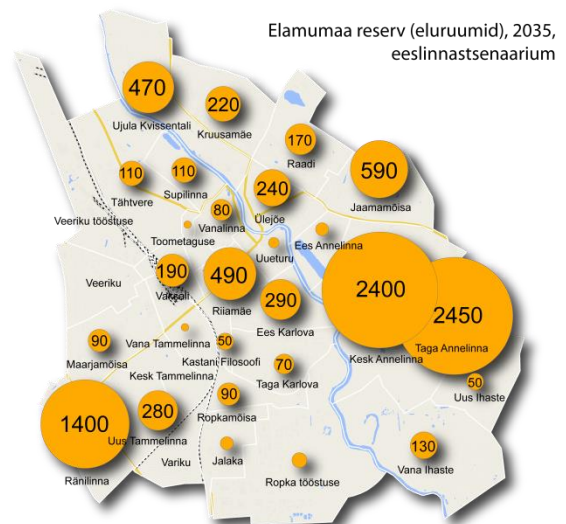 Elamumaa reserv (eluruumid), 2035,
eeslinnastsenaarium
470
Ujula Kvissentali
220
Kruusamäe
170
Raadi
590
Jaamamõisa
110
Tähtvere
110
Supilinna
240
Ülejõe
80
Vanalinna
Veeriku tööstuse
Toometaguse
Ees Annelinna
Uueturu
Veeriku
190
Vaksali
490
Riiamäe
290
Ees Karlova
2400
Kesk Annelinna
2450
Taga Annelinna
90
Maarjamõisa
Vana Tammelinna
50
Kastani Filosoofi
Kesk Tammelinna
70
Taga Karlova
50
Uus Ihaste
1400
Ränilinna
280
Uus Tammelinna
90
Ropkamõisa
130
Vana Ihaste
Variku
Jalaka
Ropka tööstuse